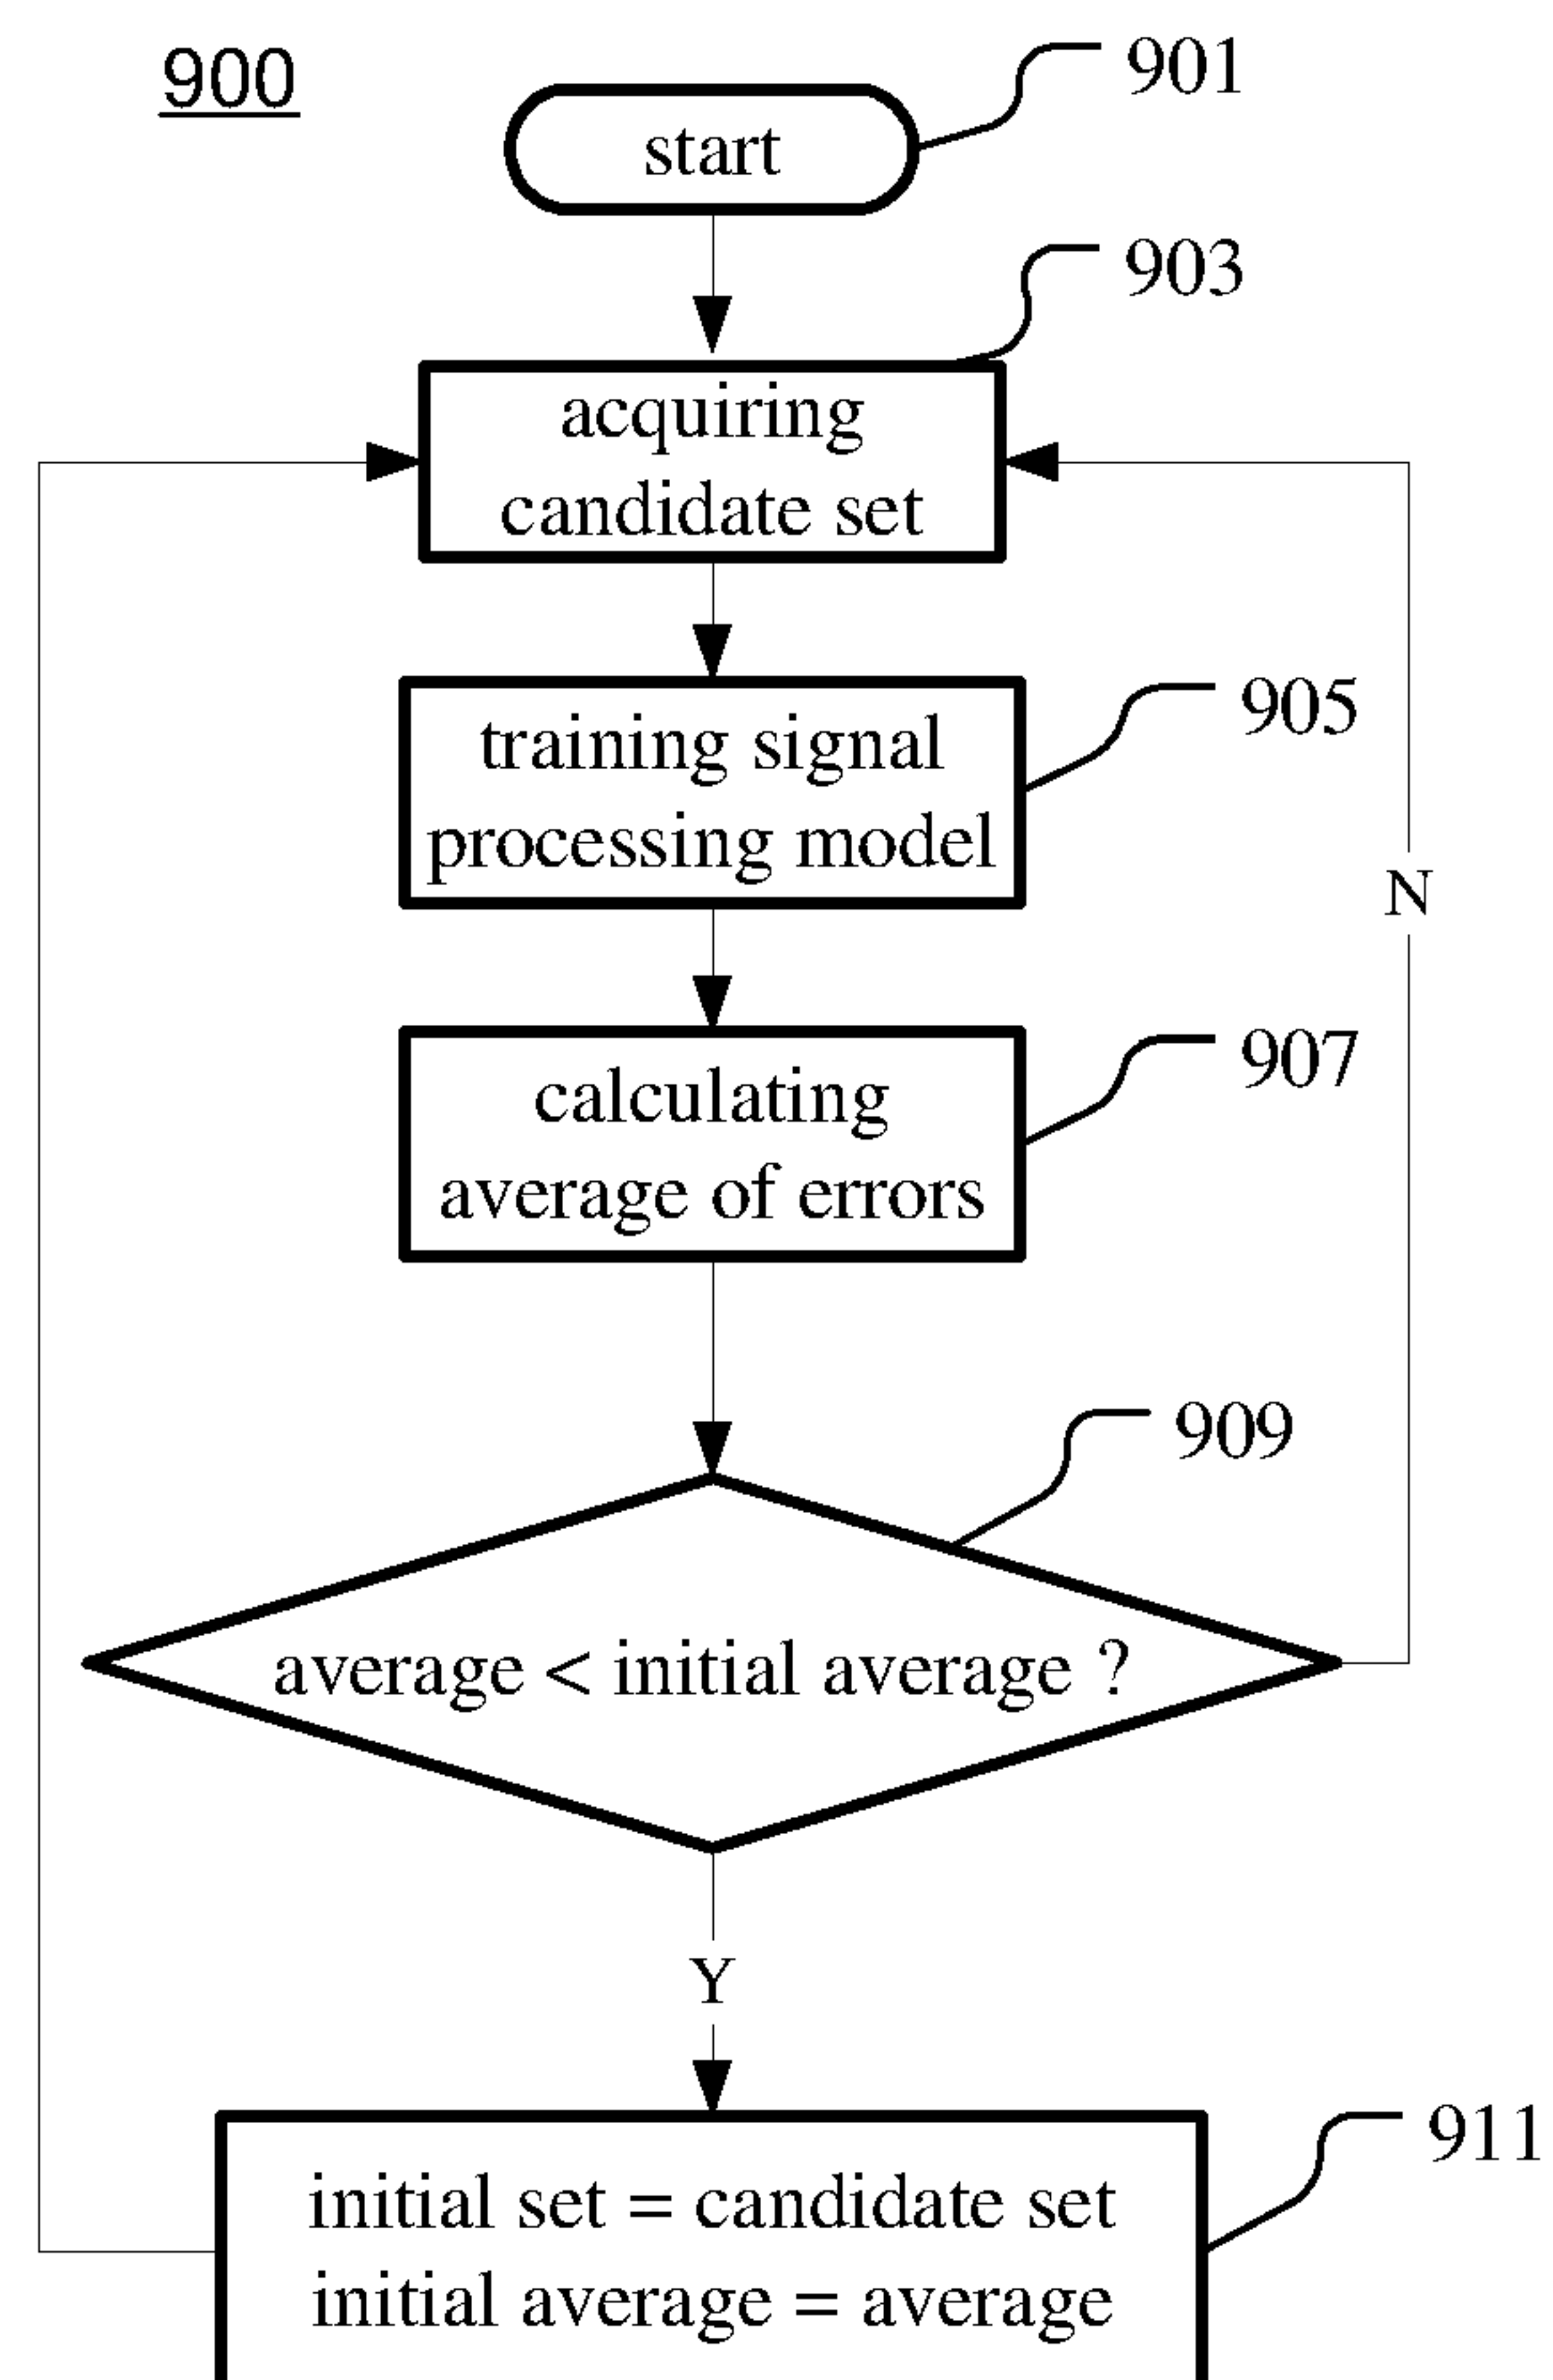 900
start
901
903
acquiring
candidate set
training signal
processing model
905
N
calculating
average of errors
907
909
average < initial average ?
Y
911
initial set = candidate set
initial average = average